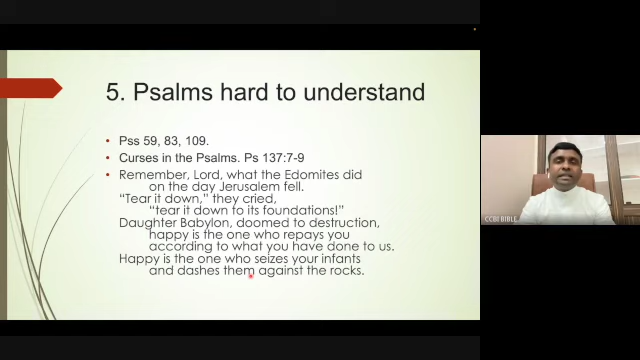 5. Psalms hard to understand
• Pss 59, 83, 109.
• Curses in the Psalms. Ps 137:7-9
• Remember, Lord, what the Edomites did
on the day Jerusalem fell.
“Tear it down,” they cried,
“tear it down to its foundations!”
Daughter Babylon, doomed to destruction,
happy is the one who repays you
according to what you have done to us.
Happy is the one who seizes your infants
and dashes them against the rocks.
CCBI BIBLE